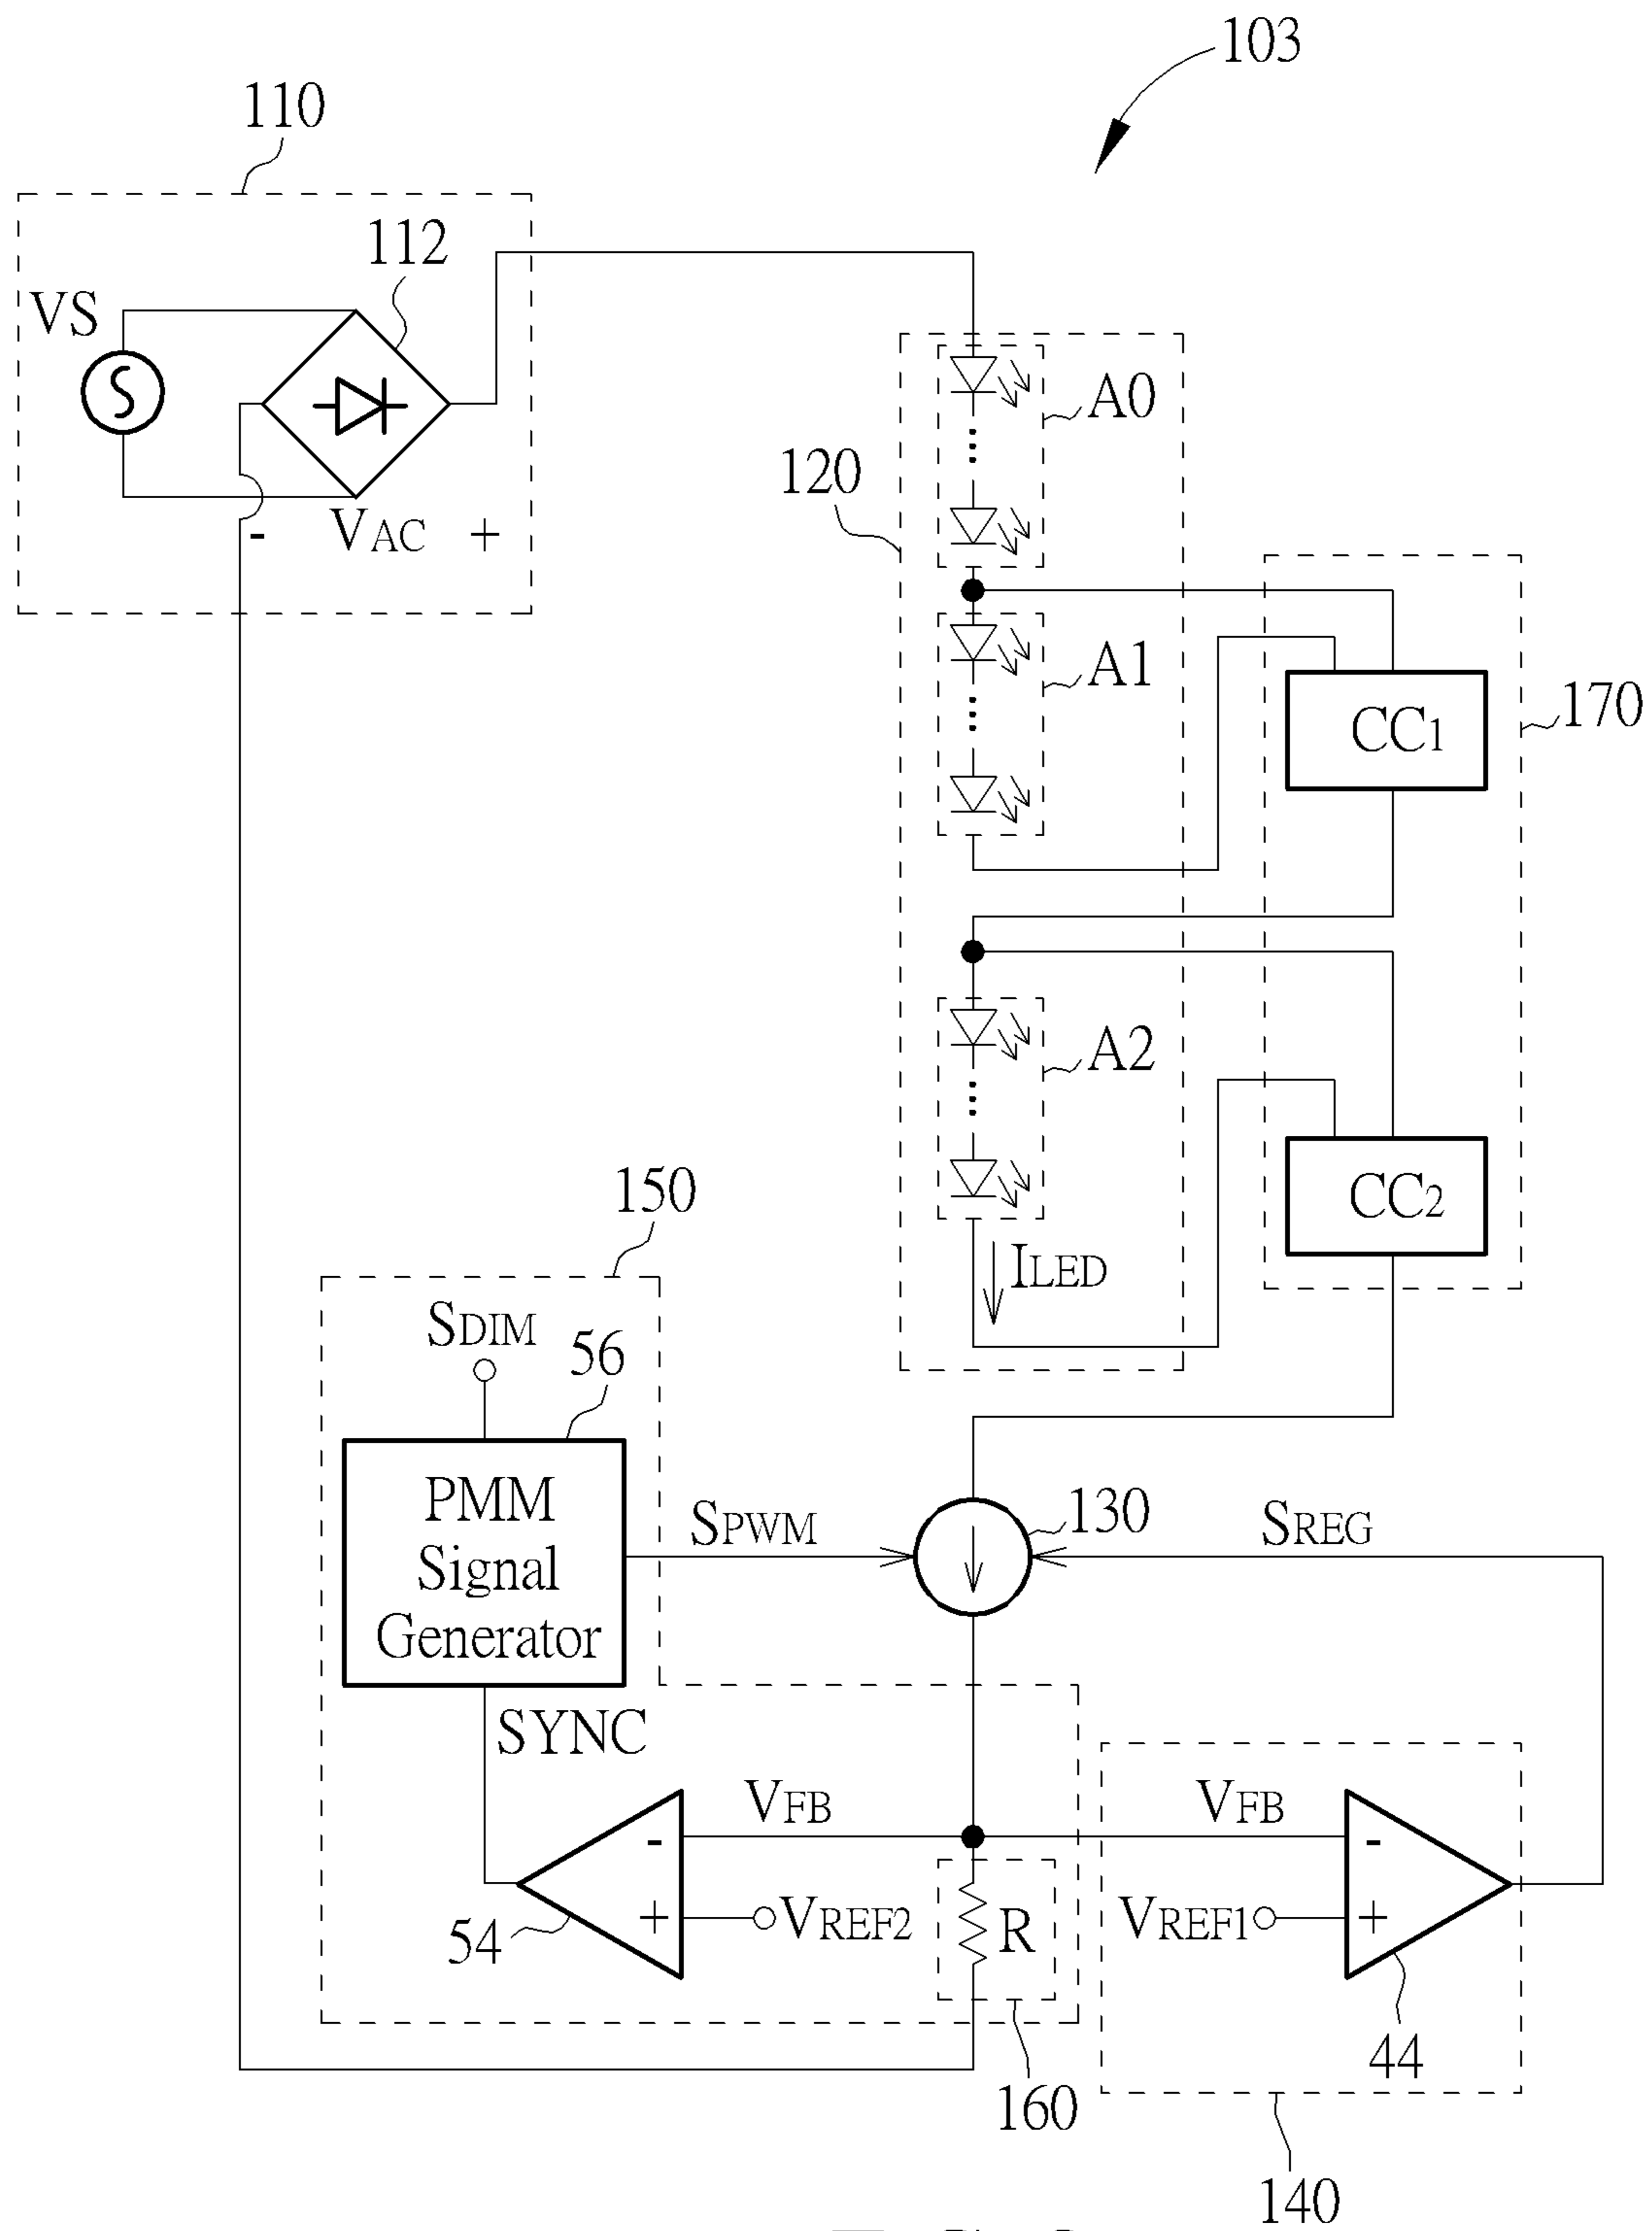 103
110
112
VS
VAC
-
+
A0
120
A1
CC1
170
A2
CC2
150
ILED
SDIM
56
PMM
Signal
Generator
SPWM
130
SREG
SYNC
VFB
VFB
-
-
+
VREF2
R
VREF1
+
54
44
160
140